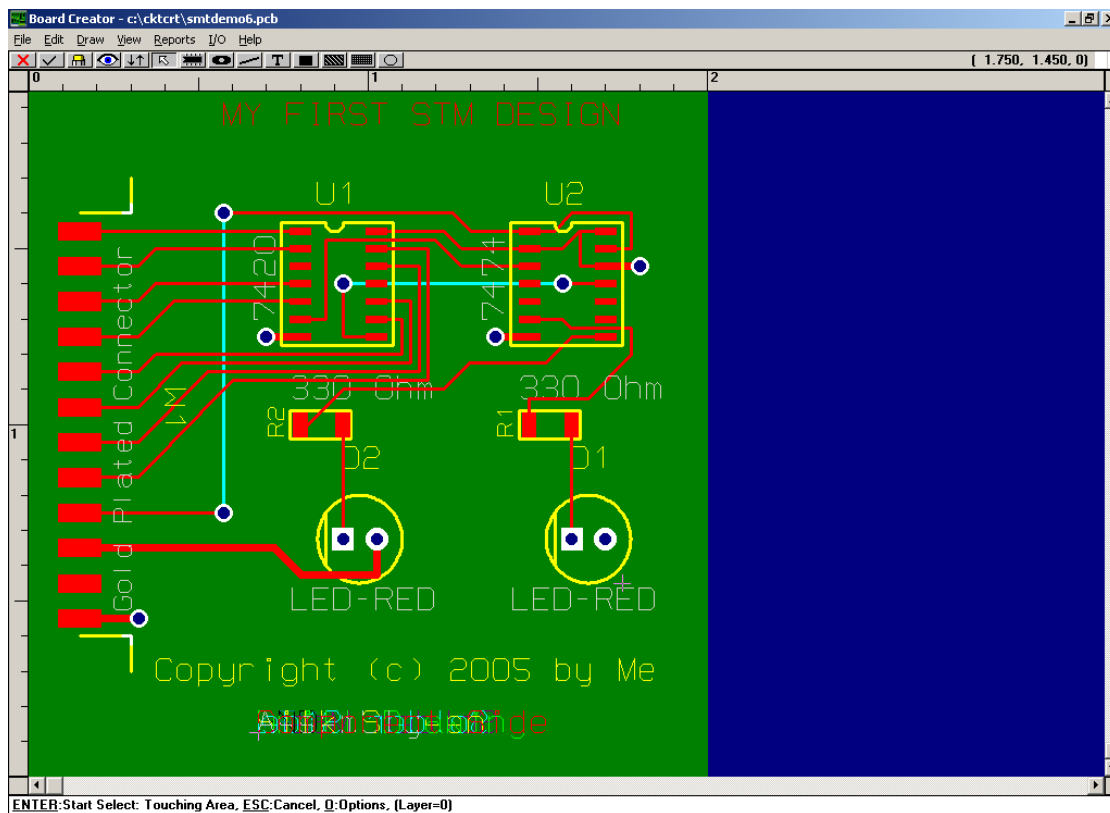 Board Creator - c:\cktcrt\smtdemo6.pcb
File Edit Draw View Reports I/O Help
T
( 1.750, 1.450, 0)
0 1 2
1
MY FIRST STM DESIGN
U1 U2
7420
7474
Gold Plated Connector
M1
330 Ohm 330 Ohm
R2
R1
D2 D1
LED-RED LED-RED
Copyright (c) 2005 by Me
ENTER:Start Select: Touching Area, ESC:Cancel, O:Options, (Layer=0)